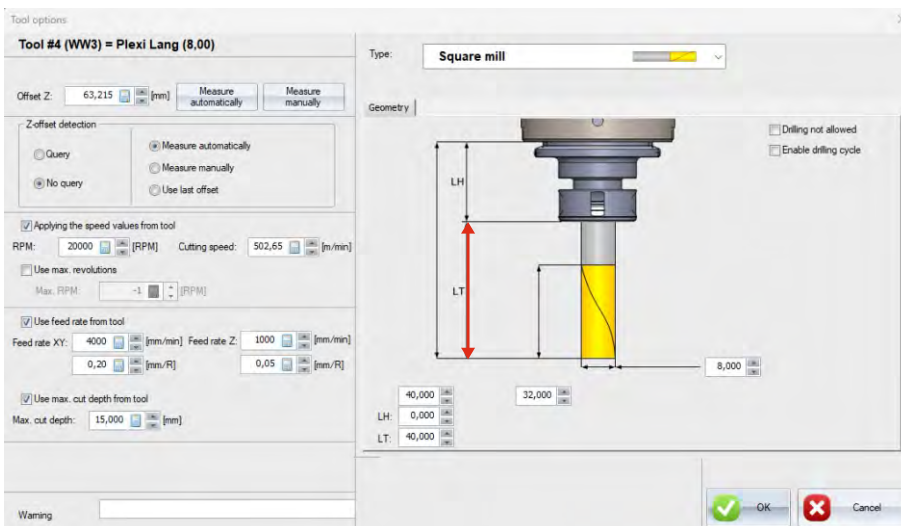 Tool options
Tool #4 (WW3) = Plexi Lang (8,00)
Offset Z: 63,215 [mm] Measure automatically Measure manually
Z-offset detection
Query
No query
Measure automatically
Measure manually
Use last offset
Applying the speed values from tool
RPM: 20000 [RPM] Cutting speed: 502,65 [m/min]
Use max. revolutions
Max. RPM: -1 [RPM]
Use feed rate from tool
Feed rate XY: 4000 [mm/min] Feed rate Z: 1000 [mm/min]
0,20 [mm/R] 0,05 [mm/R]
Use max. cut depth from tool
Max. cut depth: 15,000 [mm]
Warning
Type: Square mill
Geometry
Drilling not allowed
Enable drilling cycle
LH
LT
8,000
40,000 32,000
LH: 0,000
LT: 40,000
OK Cancel